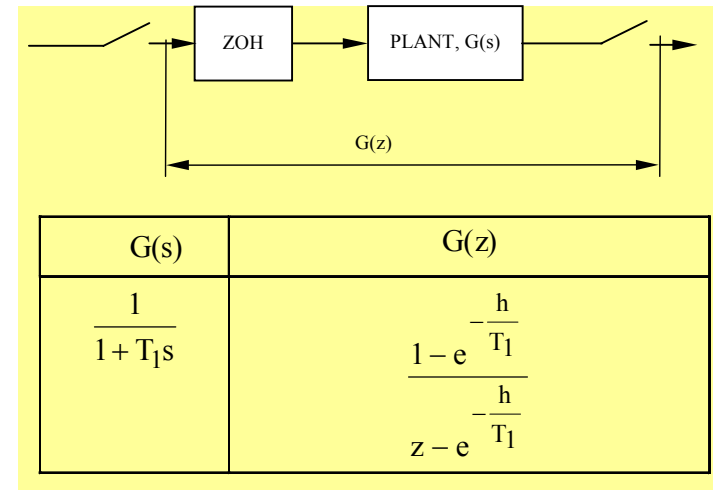 ZOH PLANT, G(s)
G(z)
G(s) G(z)
1 / (1 + T₁s)
(1 − e^(−h/T₁)) / (z − e^(−h/T₁))